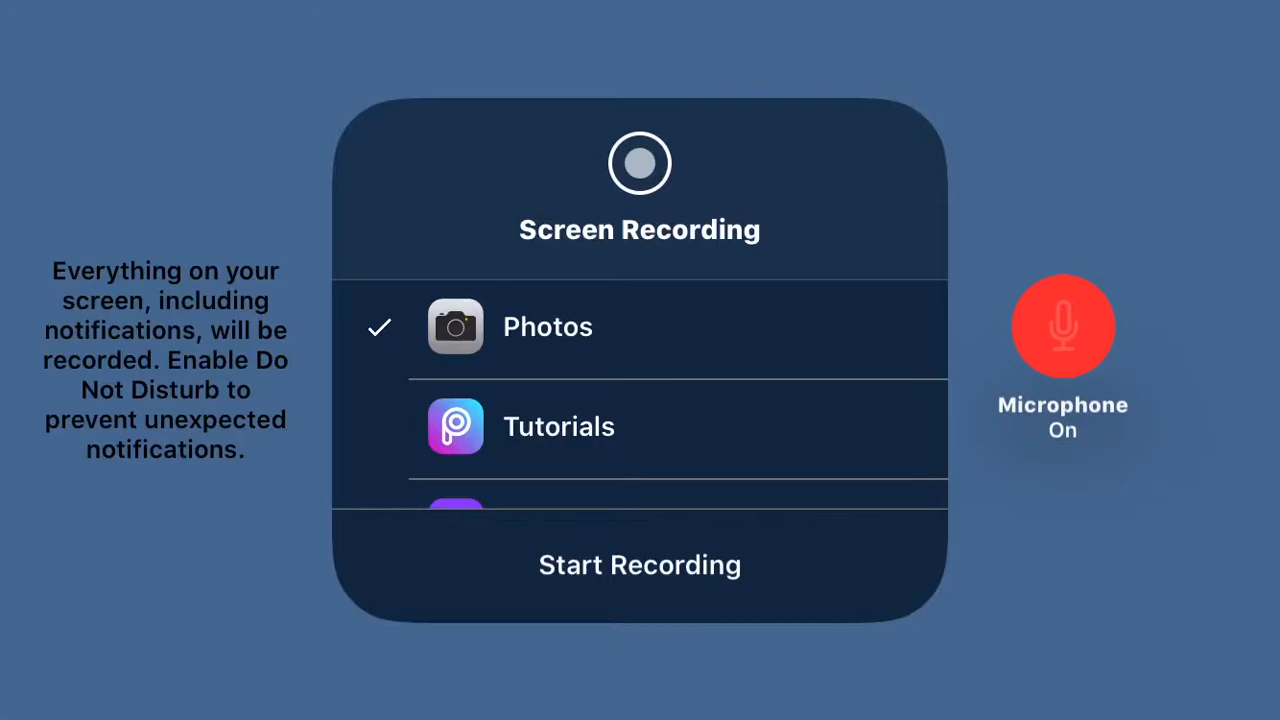 Everything on your
screen, including
notifications, will be
recorded. Enable Do
Not Disturb to
prevent unexpected
notifications.
Screen Recording
Photos
Tutorials
Start Recording
Microphone
On